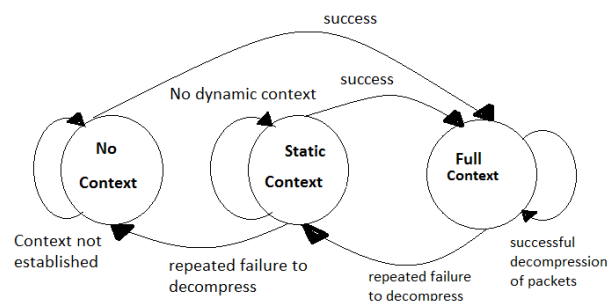 success
success
No dynamic context
No
Context
Static
Context
Full
Context
Context not
established
repeated failure to
decompress
repeated failure
to decompress
successful
decompression
of packets